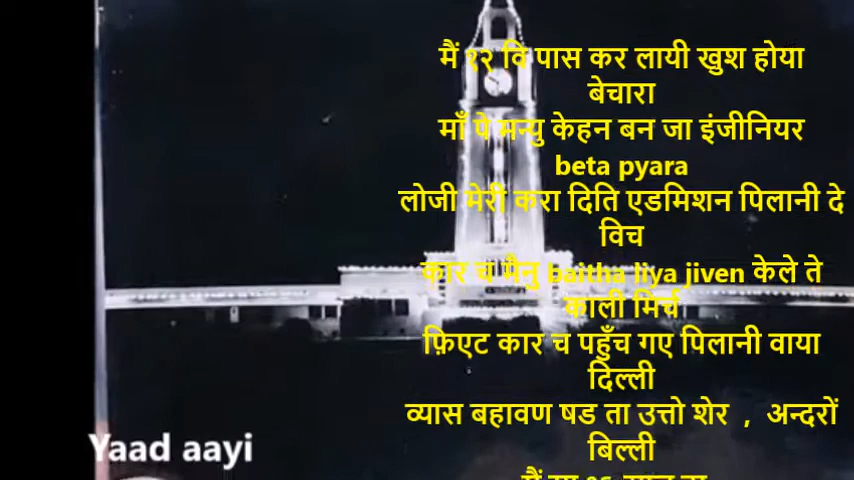 मैं १२ वि पास कर लायी खुश होया
बेचारा
माँ पे मन्यु केहन बन जा इंजीनियर
beta pyara
लोजी मेरी करा दिति एडमिशन पिलानी दे
विच
कार च मैनु baitha liya jiven केले ते
काली मिर्च
फ़िएट कार च पहुँच गए पिलानी वाया
दिल्ली
व्यास बहावण षड ता उत्तो शेर , अन्दरों
बिल्ली
Yaad aayi